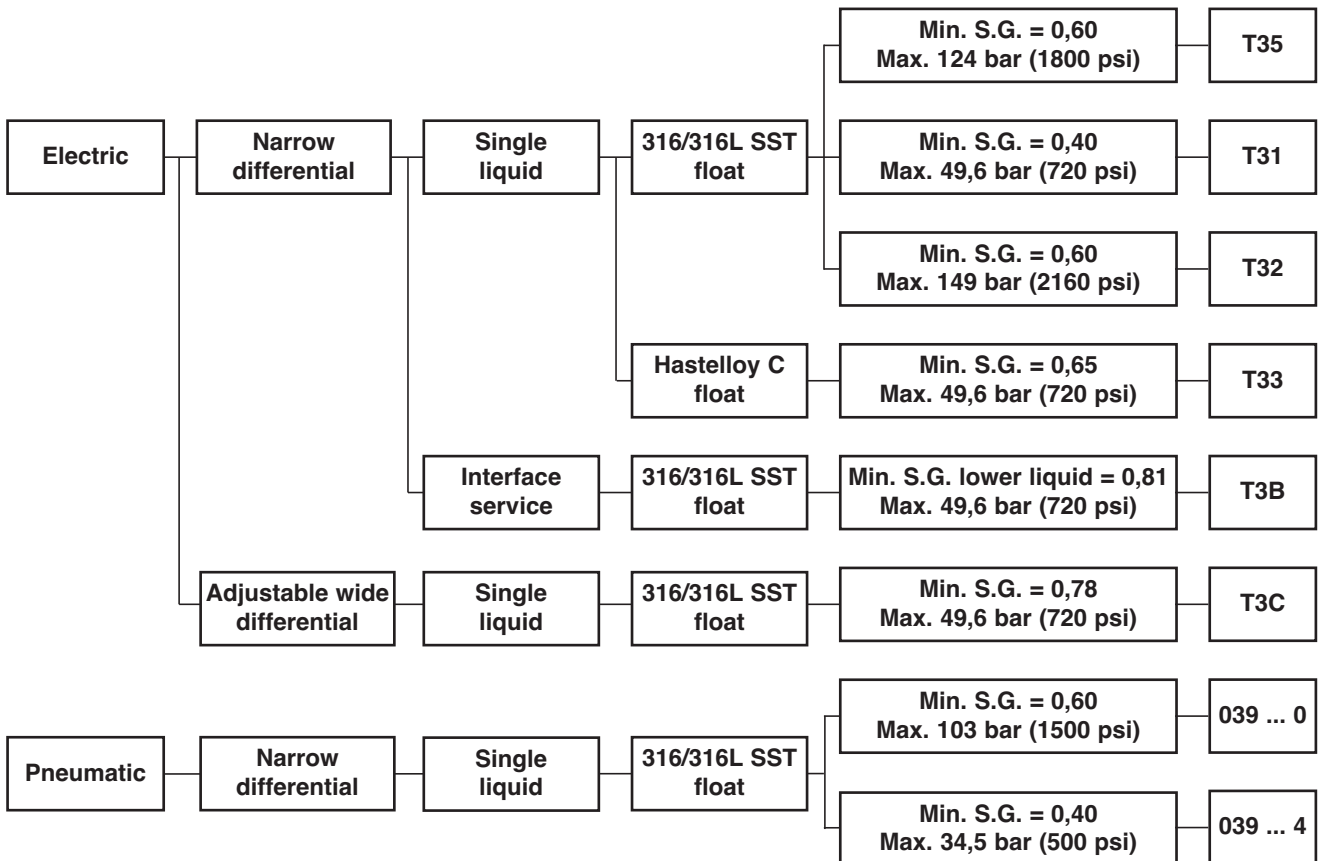 Min. S.G. = 0,60
Max. 124 bar (1800 psi)
T35
Electric
Narrow
differential
Single
liquid
316/316L SST
float
Min. S.G. = 0,40
Max. 49,6 bar (720 psi)
T31
Min. S.G. = 0,60
Max. 149 bar (2160 psi)
T32
Hastelloy C
float
Min. S.G. = 0,65
Max. 49,6 bar (720 psi)
T33
Interface
service
316/316L SST
float
Min. S.G. lower liquid = 0,81
Max. 49,6 bar (720 psi)
T3B
Adjustable wide
differential
Single
liquid
316/316L SST
float
Min. S.G. = 0,78
Max. 49,6 bar (720 psi)
T3C
Pneumatic
Narrow
differential
Single
liquid
316/316L SST
float
Min. S.G. = 0,60
Max. 103 bar (1500 psi)
039 ... 0
Min. S.G. = 0,40
Max. 34,5 bar (500 psi)
039 ... 4